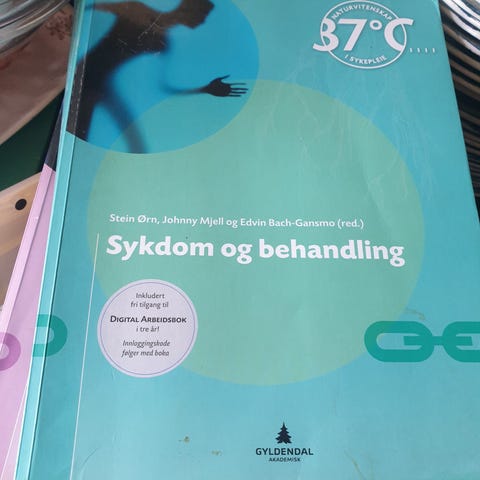 NATURVITENSKAP
37°C....
I SYKEPLEIE
Stein Ørn, Johnny Mjell og Edvin Bach-Gansmo (red.)
Sykdom og behandling
Inkludert
fri tilgang til
DIGITAL ARBEIDSBOK
i tre år!
Innloggingskode
følger med boka
GYLDENDAL
AKADEMISK